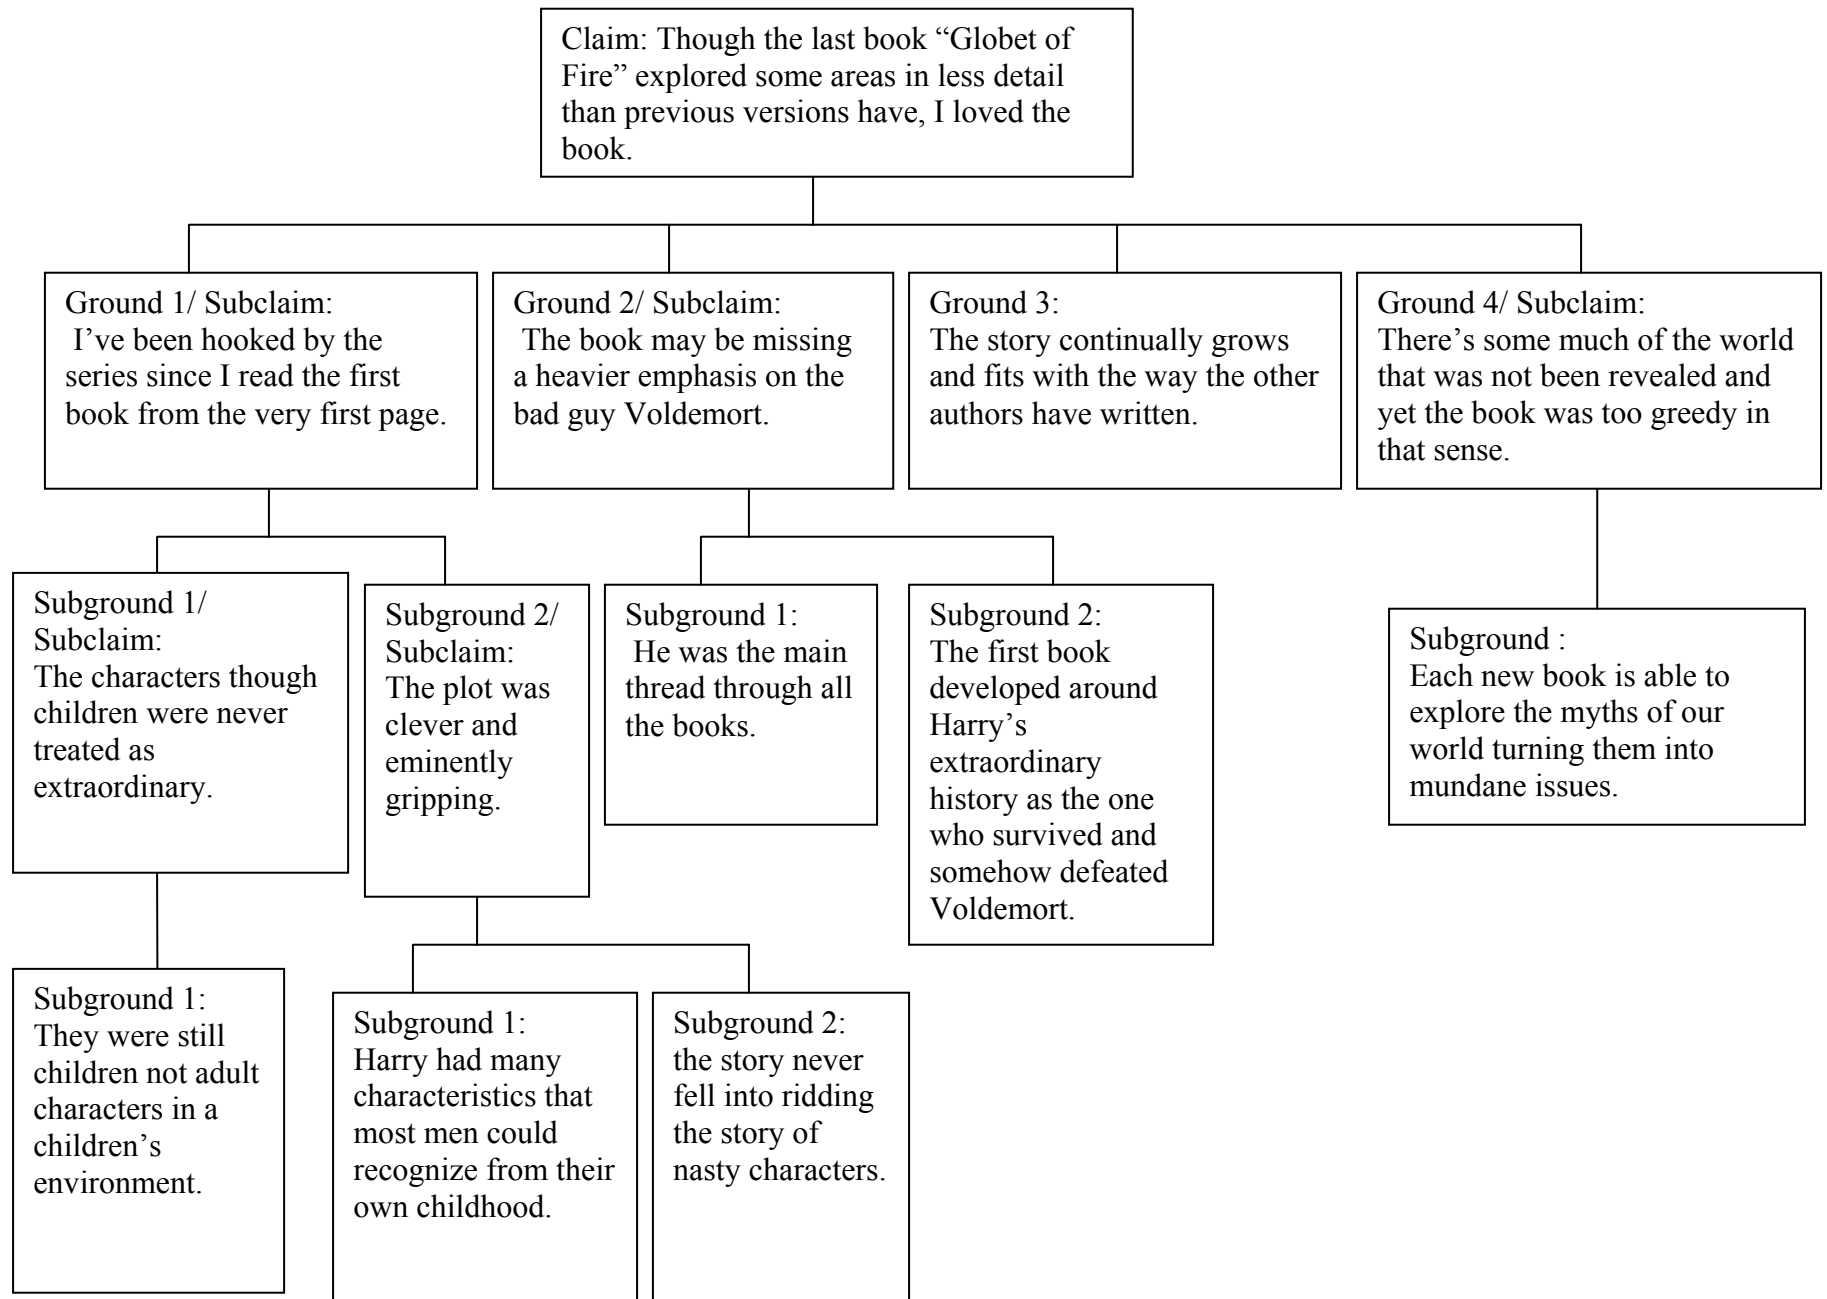 Claim: Though the last book “Globet of
Fire” explored some areas in less detail
than previous versions have, I loved the
book.
Ground 1/ Subclaim:
I’ve been hooked by the
series since I read the first
book from the very first page.
Ground 2/ Subclaim:
The book may be missing
a heavier emphasis on the
bad guy Voldemort.
Ground 3:
The story continually grows
and fits with the way the other
authors have written.
Ground 4/ Subclaim:
There’s some much of the world
that was not been revealed and
yet the book was too greedy in
that sense.
Subground 1/
Subclaim:
The characters though
children were never
treated as
extraordinary.
Subground 2/
Subclaim:
The plot was
clever and
eminently
gripping.
Subground 1:
He was the main
thread through all
the books.
Subground 2:
The first book
developed around
Harry’s
extraordinary
history as the one
who survived and
somehow defeated
Voldemort.
Subground :
Each new book is able to
explore the myths of our
world turning them into
mundane issues.
Subground 1:
They were still
children not adult
characters in a
children’s
environment.
Subground 1:
Harry had many
characteristics that
most men could
recognize from their
own childhood.
Subground 2:
the story never
fell into ridding
the story of
nasty characters.